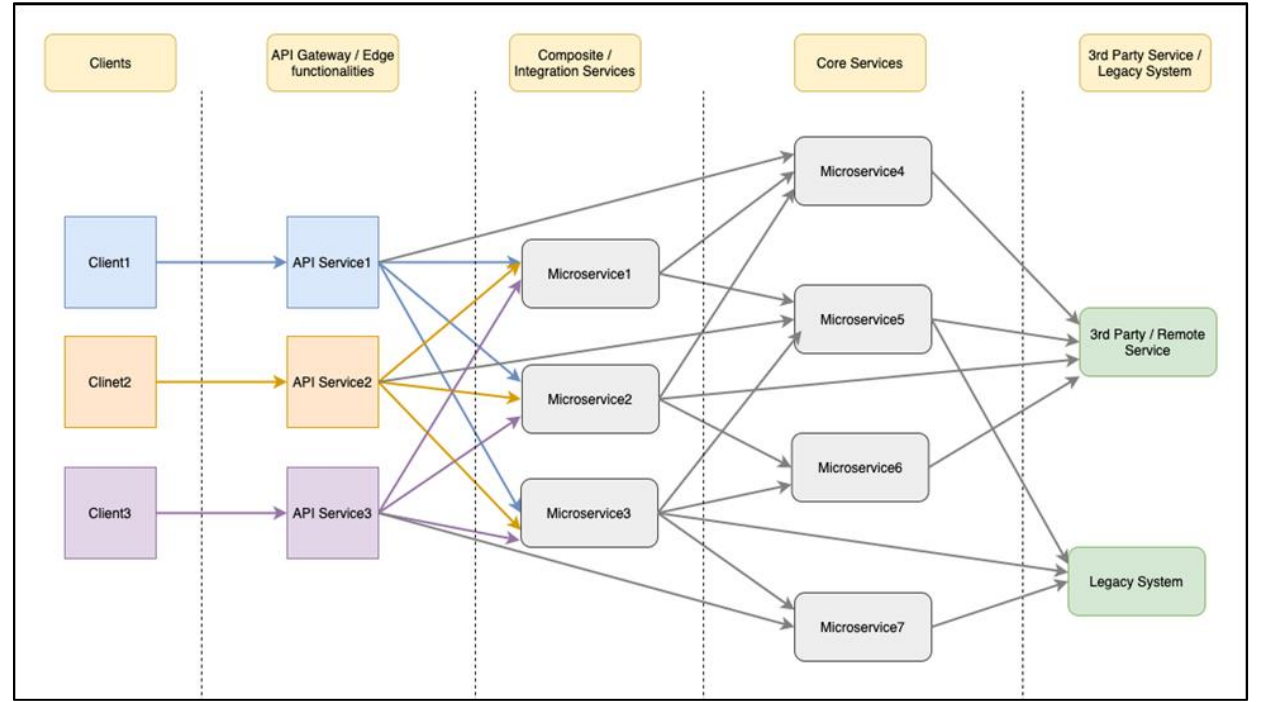 Clients
API Gateway / Edge
functionalities
Composite /
Integration Services
Core Services
3rd Party Service /
Legacy System
Microservice4
Client1
API Service1
Microservice1
Microservice5
3rd Party / Remote
Service
Clinet2
API Service2
Microservice2
Microservice6
Client3
API Service3
Microservice3
Legacy System
Microservice7